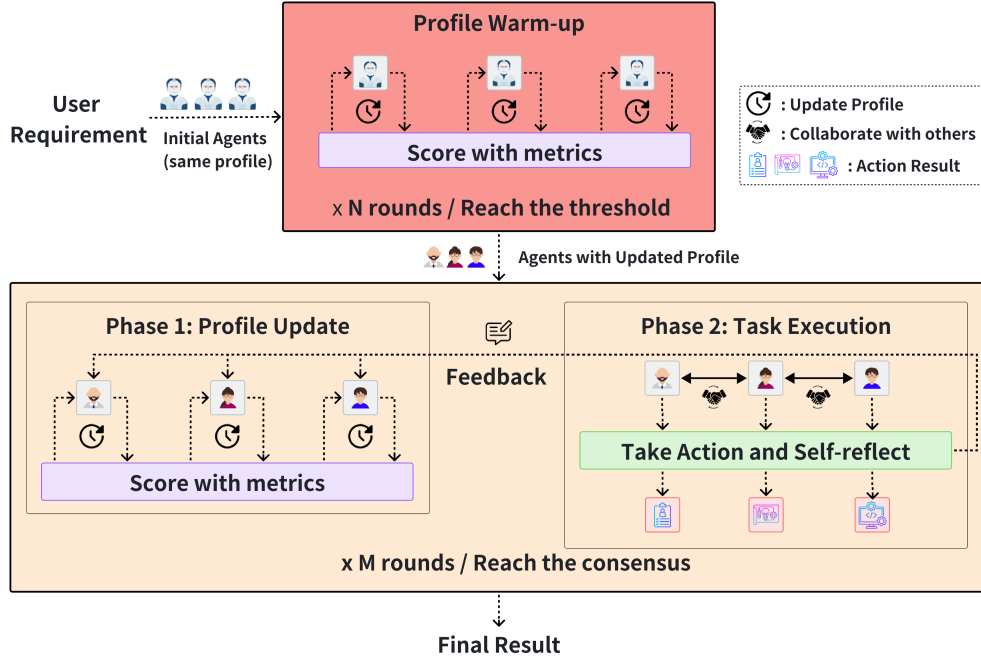 Profile Warm-up
User
Requirement
Initial Agents
(same profile)
Score with metrics
x N rounds / Reach the threshold
: Update Profile
: Collaborate with others
: Action Result
Agents with Updated Profile
Phase 1: Profile Update
Feedback
Phase 2: Task Execution
Score with metrics
Take Action and Self-reflect
x M rounds / Reach the consensus
Final Result